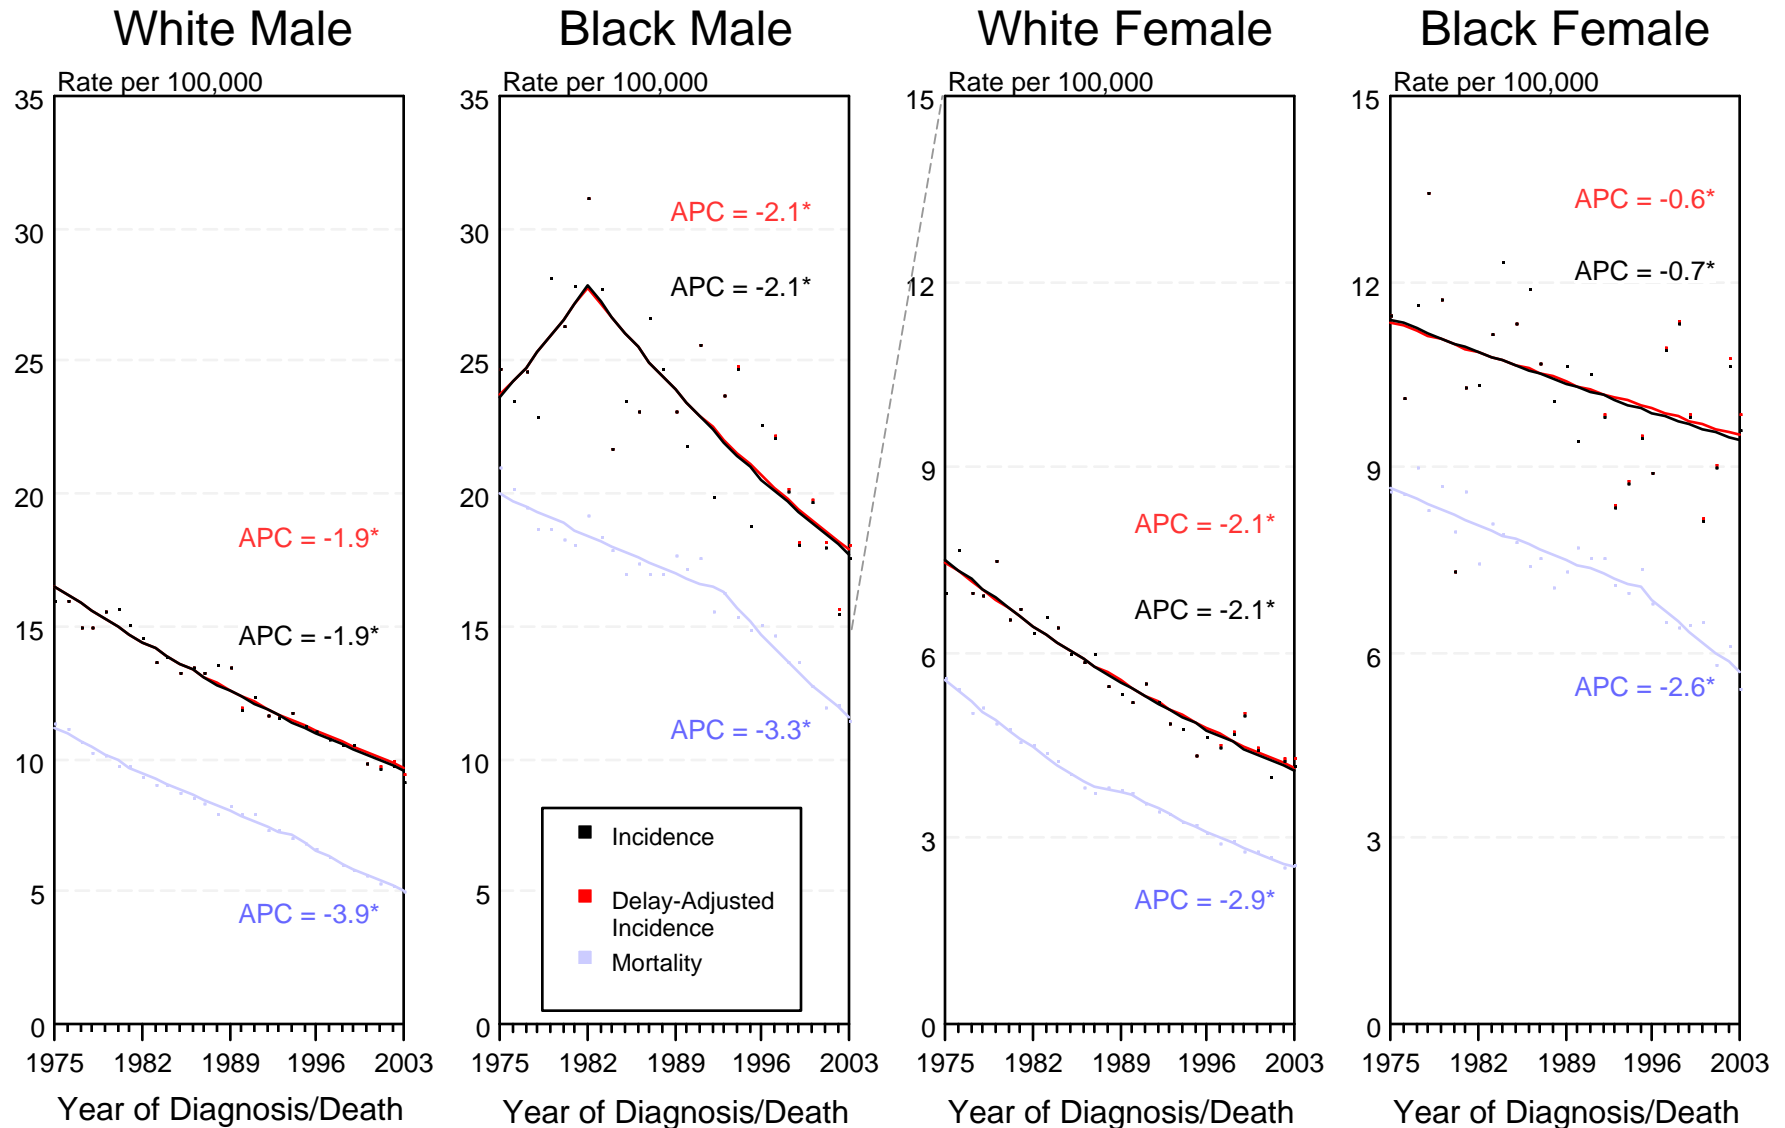 White Male
Black Male
White Female
Black Female
Rate per 100,000
Rate per 100,000
Rate per 100,000
Rate per 100,000
35
30
25
20
15
10
5
0
APC = -1.9*
APC = -1.9*
APC = -3.9*
1975 1982 1989 1996 2003
Year of Diagnosis/Death
35
30
25
20
15
10
5
0
APC = -2.1*
APC = -2.1*
APC = -3.3*
Incidence
Delay-Adjusted
Incidence
Mortality
1975 1982 1989 1996 2003
Year of Diagnosis/Death
15
12
9
6
3
0
APC = -2.1*
APC = -2.1*
APC = -2.9*
1975 1982 1989 1996 2003
Year of Diagnosis/Death
15
12
9
6
3
0
APC = -0.6*
APC = -0.7*
APC = -2.6*
1975 1982 1989 1996 2003
Year of Diagnosis/Death